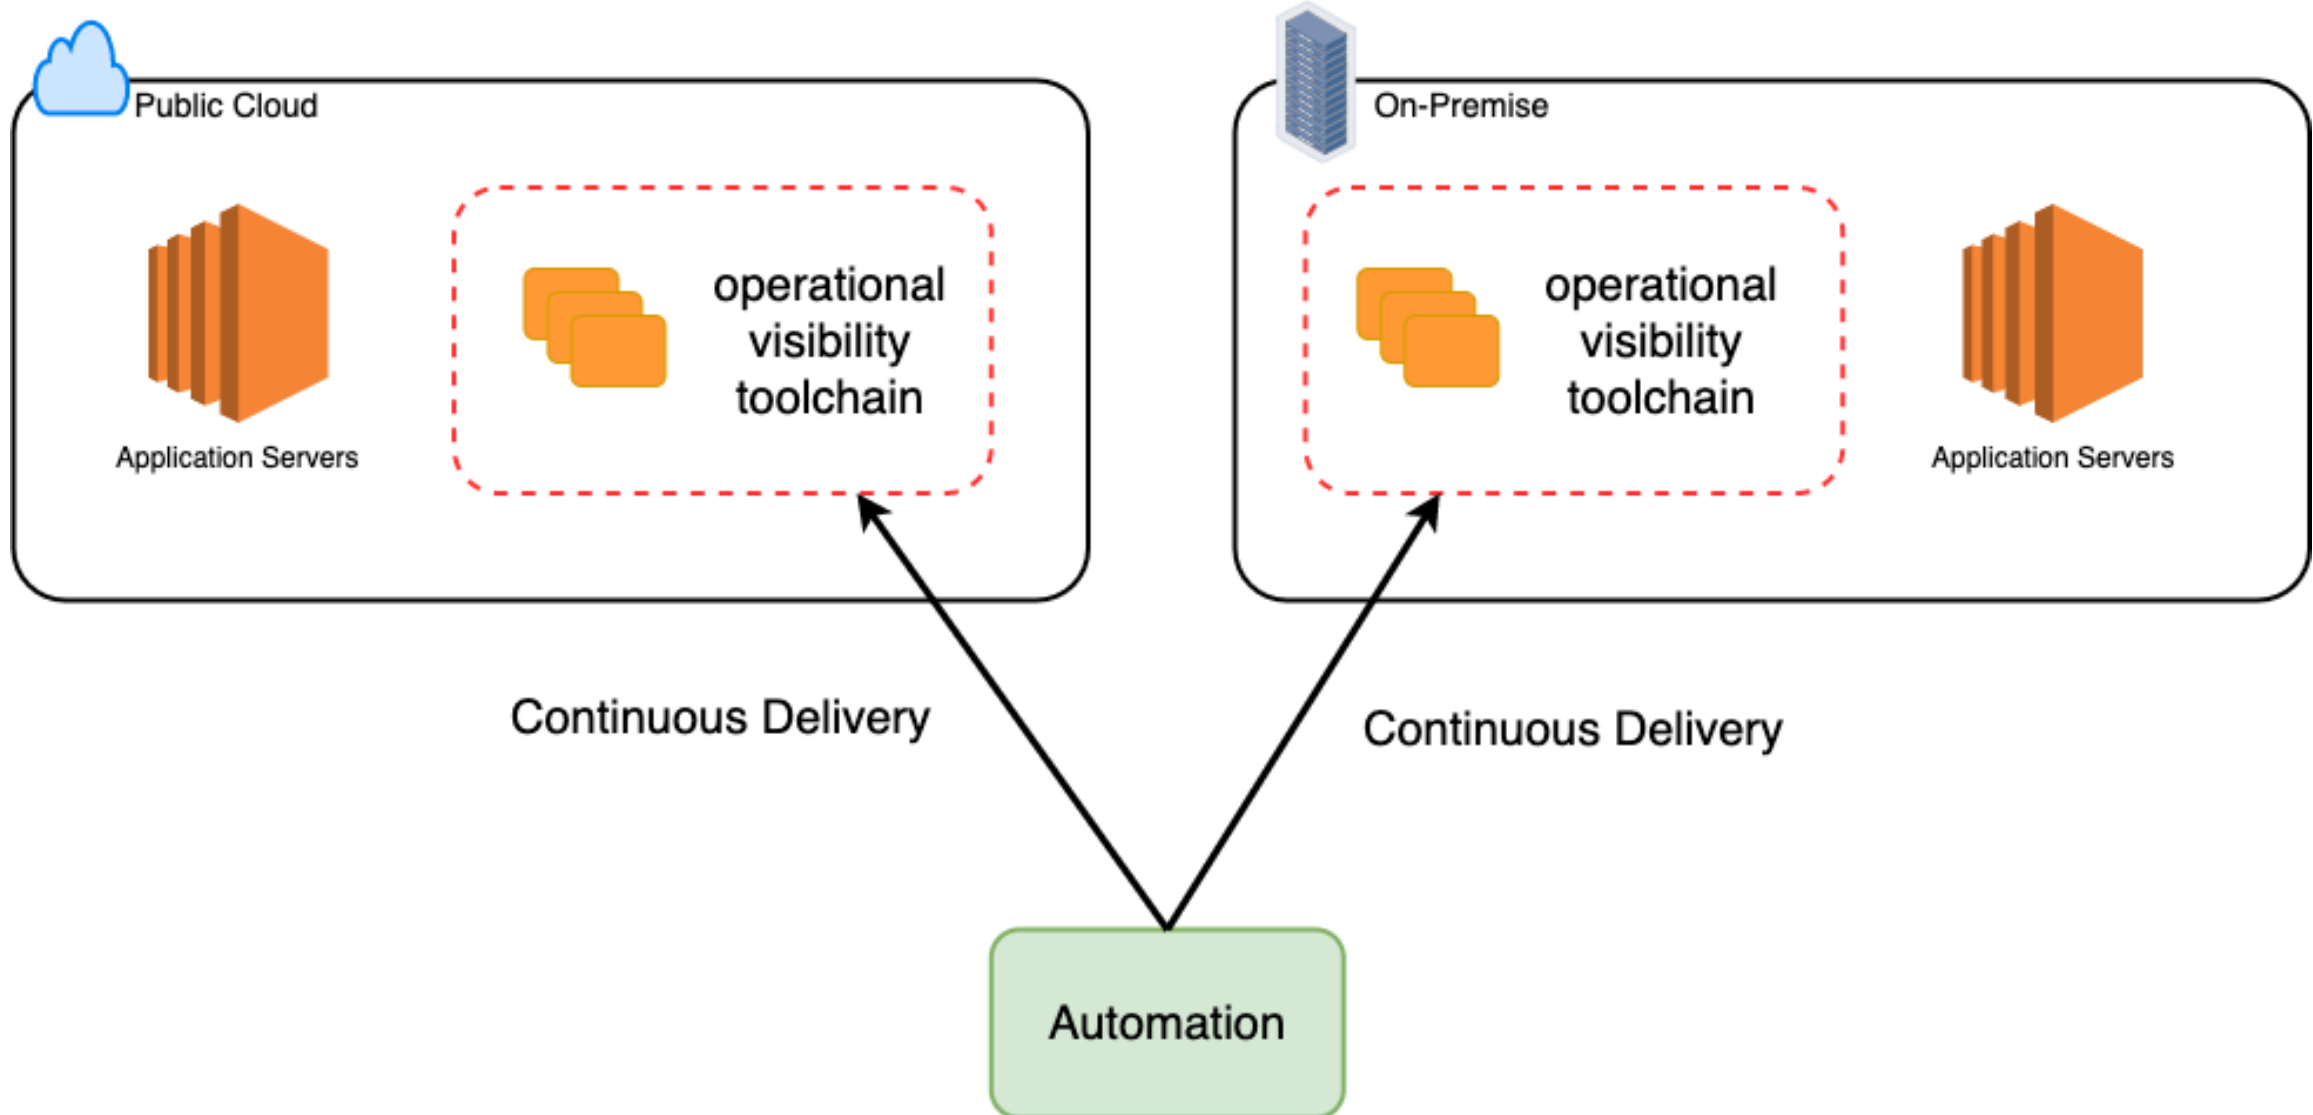 Public Cloud
operational
visibility
toolchain
Application Servers
On-Premise
operational
visibility
toolchain
Application Servers
Continuous Delivery
Continuous Delivery
Automation